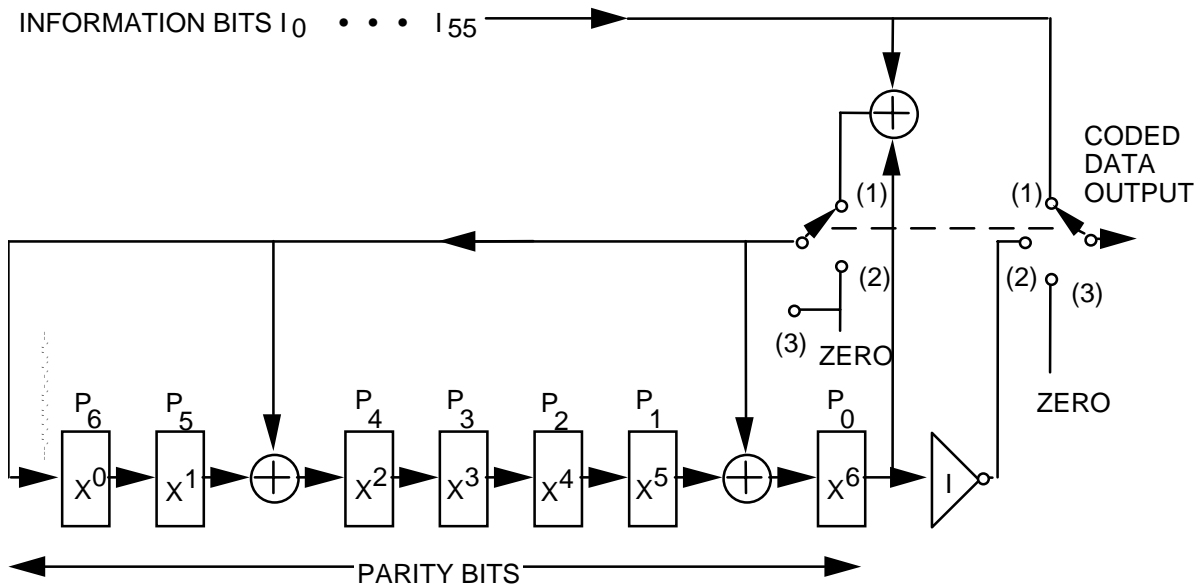 INFORMATION BITS I0 • • • I55
CODED
DATA
OUTPUT
(1)
(1)
(2)
(2)
(3)
(3)
ZERO
ZERO
P6
P5
P4
P3
P2
P1
P0
X0
X1
X2
X3
X4
X5
X6
I
PARITY BITS